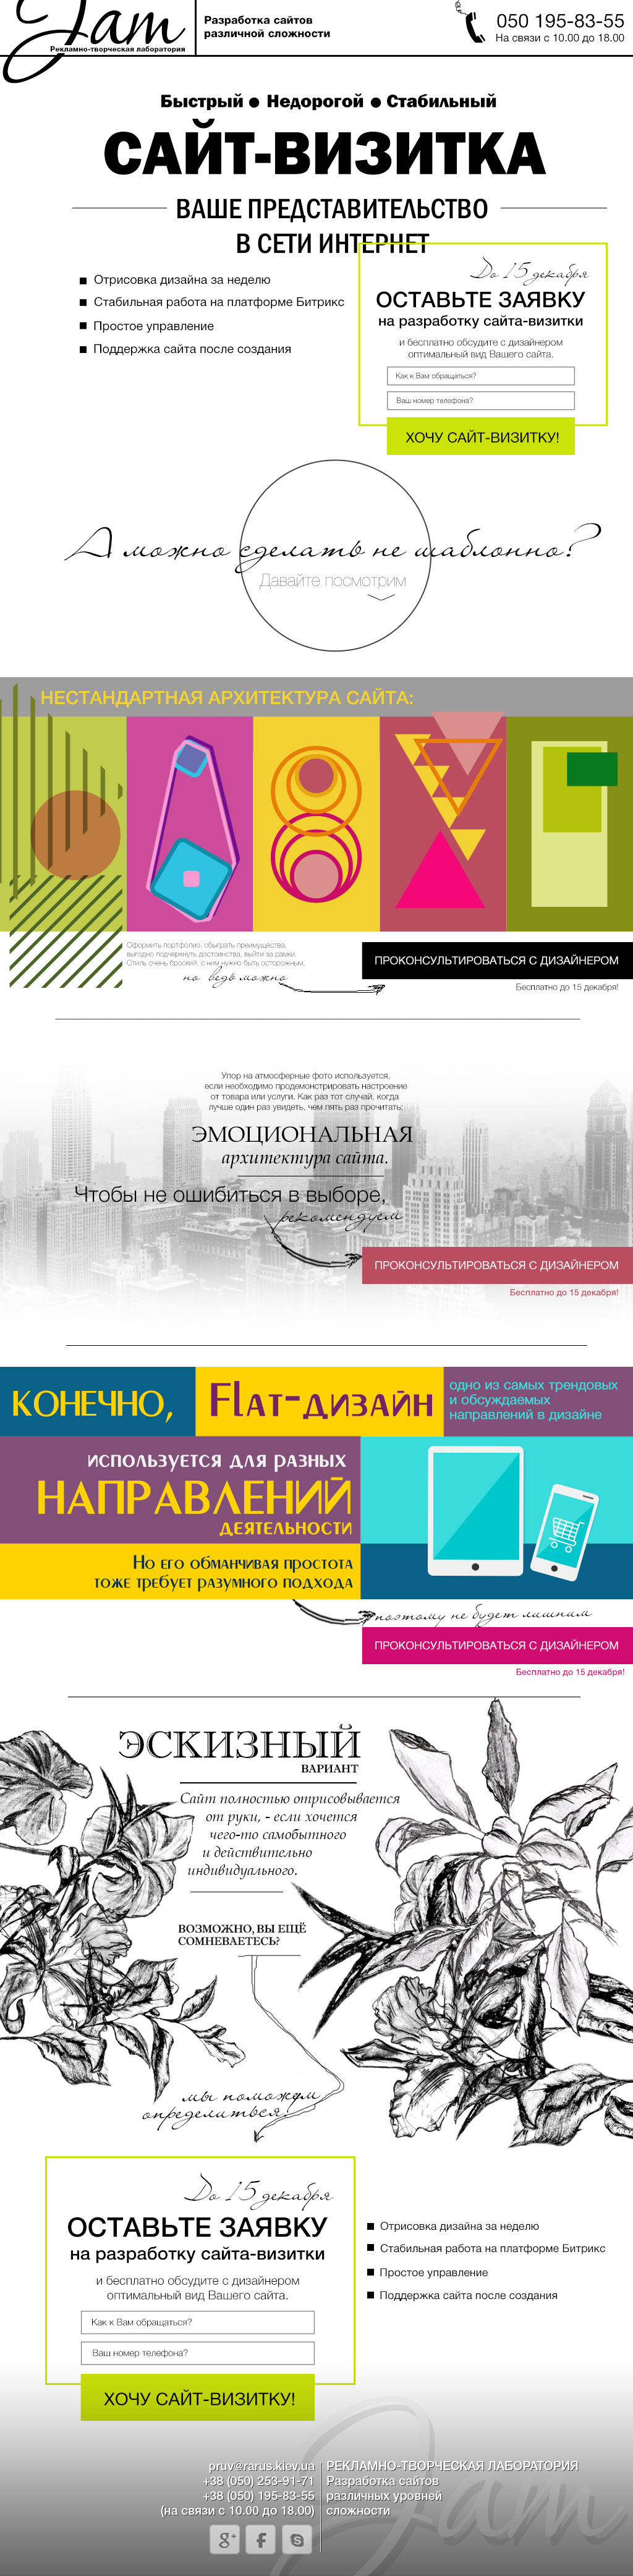 Jam
Рекламно-творческая лаборатория
Разработка сайтов
различной сложности
050 195-83-55
На связи с 10.00 до 18.00
Быстрый ● Недорогой ● Стабильный
САЙТ-ВИЗИТКА
ВАШЕ ПРЕДСТАВИТЕЛЬСТВО
В СЕТИ ИНТЕРНЕТ
Отрисовка дизайна за неделю
Стабильная работа на платформе Битрикс
Простое управление
Поддержка сайта после создания
До 15 декабря
ОСТАВЬТЕ ЗАЯВКУ
на разработку сайта-визитки
и бесплатно обсудите с дизайнером
оптимальный вид Вашего сайта.
Как к Вам обращаться?
Ваш номер телефона?
ХОЧУ САЙТ-ВИЗИТКУ!
А можно сделать не шаблонно?
Давайте посмотрим
НЕСТАНДАРТНАЯ АРХИТЕКТУРА САЙТА:
Оформить портфолио, обыграть преимущества,
выгодно подчеркнуть достоинства, выйти за рамки.
Стиль очень броский, с ним нужно быть осторожным,
но ведь можно
ПРОКОНСУЛЬТИРОВАТЬСЯ С ДИЗАЙНЕРОМ
Бесплатно до 15 декабря!
Упор на атмосферные фото используется,
если необходимо продемонстрировать настроение
от товара или услуги. Как раз тот случай, когда
лучше один раз увидеть, чем пять раз прочитать:
ЭМОЦИОНАЛЬНАЯ
архитектура сайта.
Чтобы не ошибиться в выборе,
рекомендуем
ПРОКОНСУЛЬТИРОВАТЬСЯ С ДИЗАЙНЕРОМ
Бесплатно до 15 декабря!
КОНЕЧНО,
Flat-дизайн
одно из самых трендовых
и обсуждаемых
направлений в дизайне
используется для разных
НАПРАВЛЕНИЙ
деятельности
Но его обманчивая простота
тоже требует разумного подхода
поэтому не будет лишним
ПРОКОНСУЛЬТИРОВАТЬСЯ С ДИЗАЙНЕРОМ
Бесплатно до 15 декабря!
ЭСКИЗНЫЙ
ВАРИАНТ
Сайт полностью отрисовывается
от руки, - если хочется
чего-то самобытного
и действительно
индивидуального.
ВОЗМОЖНО, ВЫ ЕЩЁ
СОМНЕВАЕТЕСЬ?
мы поможем
определиться!
До 15 декабря
ОСТАВЬТЕ ЗАЯВКУ
на разработку сайта-визитки
и бесплатно обсудите с дизайнером
оптимальный вид Вашего сайта.
Как к Вам обращаться?
Ваш номер телефона?
ХОЧУ САЙТ-ВИЗИТКУ!
Отрисовка дизайна за неделю
Стабильная работа на платформе Битрикс
Простое управление
Поддержка сайта после создания
pruv@rarus.kiev.ua
+38 (050) 253-91-71
+38 (050) 195-83-55
(на связи с 10.00 до 18.00)
РЕКЛАМНО-ТВОРЧЕСКАЯ ЛАБОРАТОРИЯ
Разработка сайтов
различных уровней
сложности
Jam